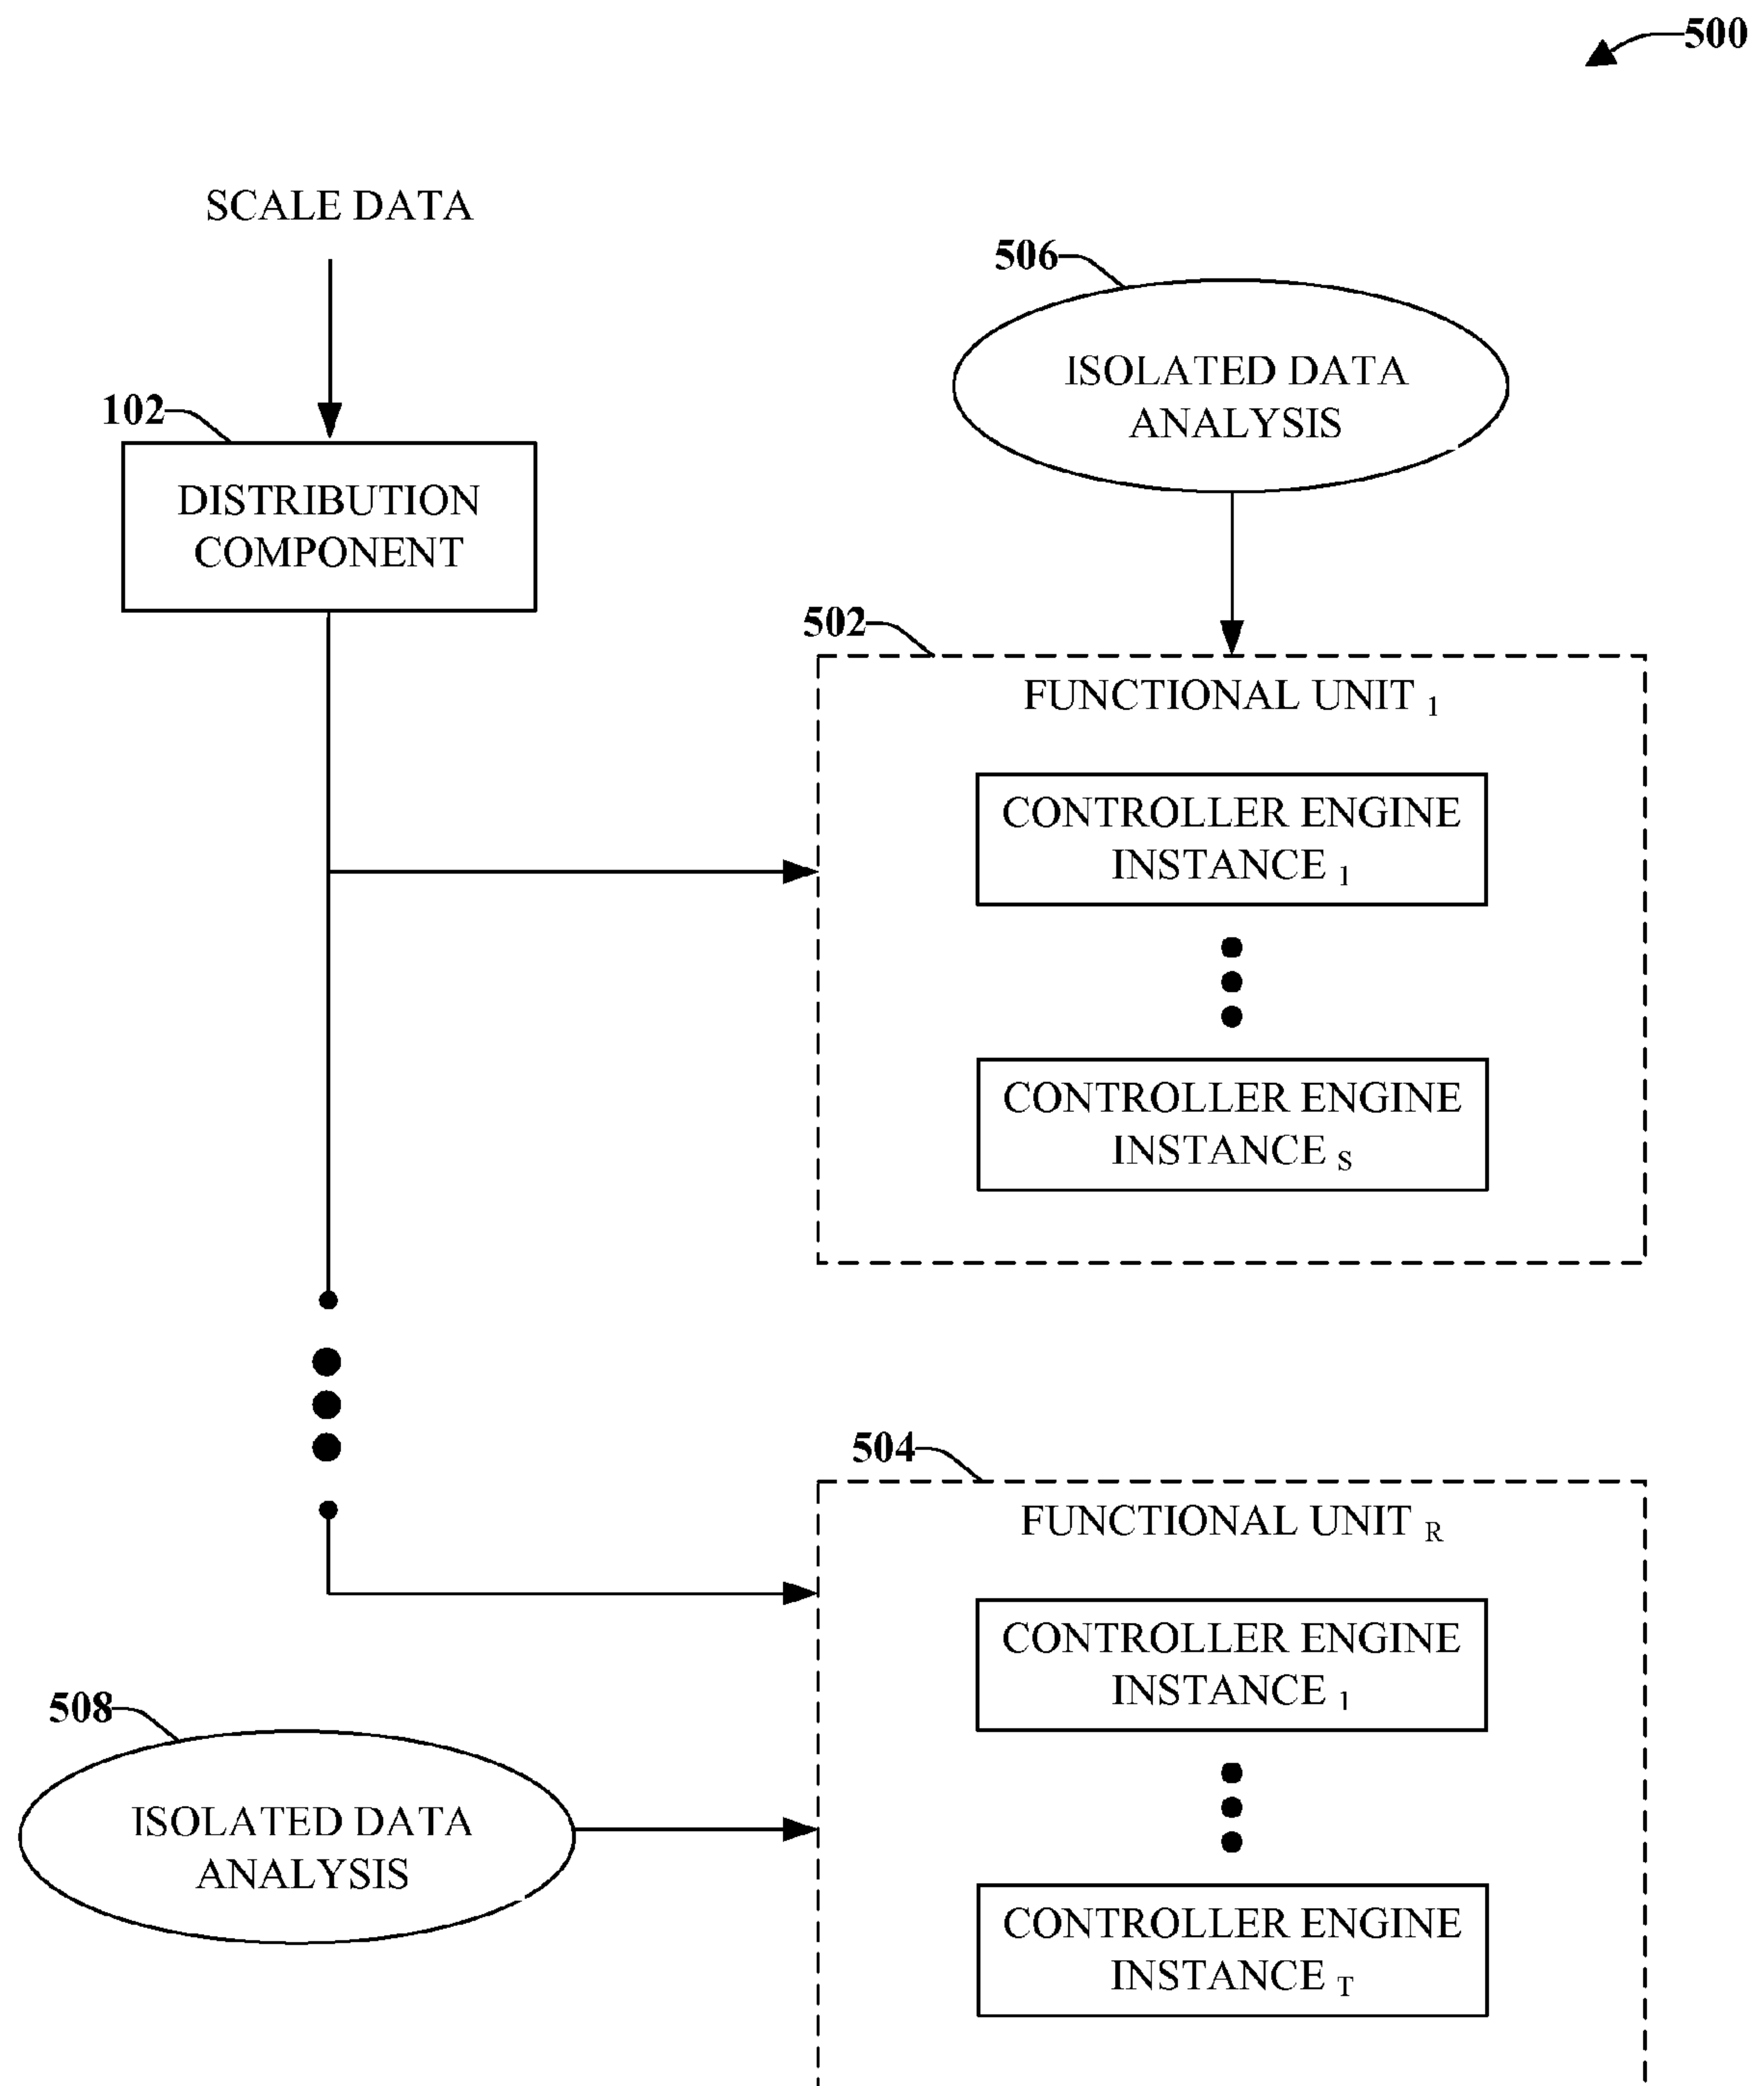 500
SCALE DATA
506
ISOLATED DATA
ANALYSIS
102
DISTRIBUTION
COMPONENT
502
FUNCTIONAL UNIT 1
CONTROLLER ENGINE
INSTANCE 1
CONTROLLER ENGINE
INSTANCE S
504
FUNCTIONAL UNIT R
CONTROLLER ENGINE
INSTANCE 1
508
ISOLATED DATA
ANALYSIS
CONTROLLER ENGINE
INSTANCE T